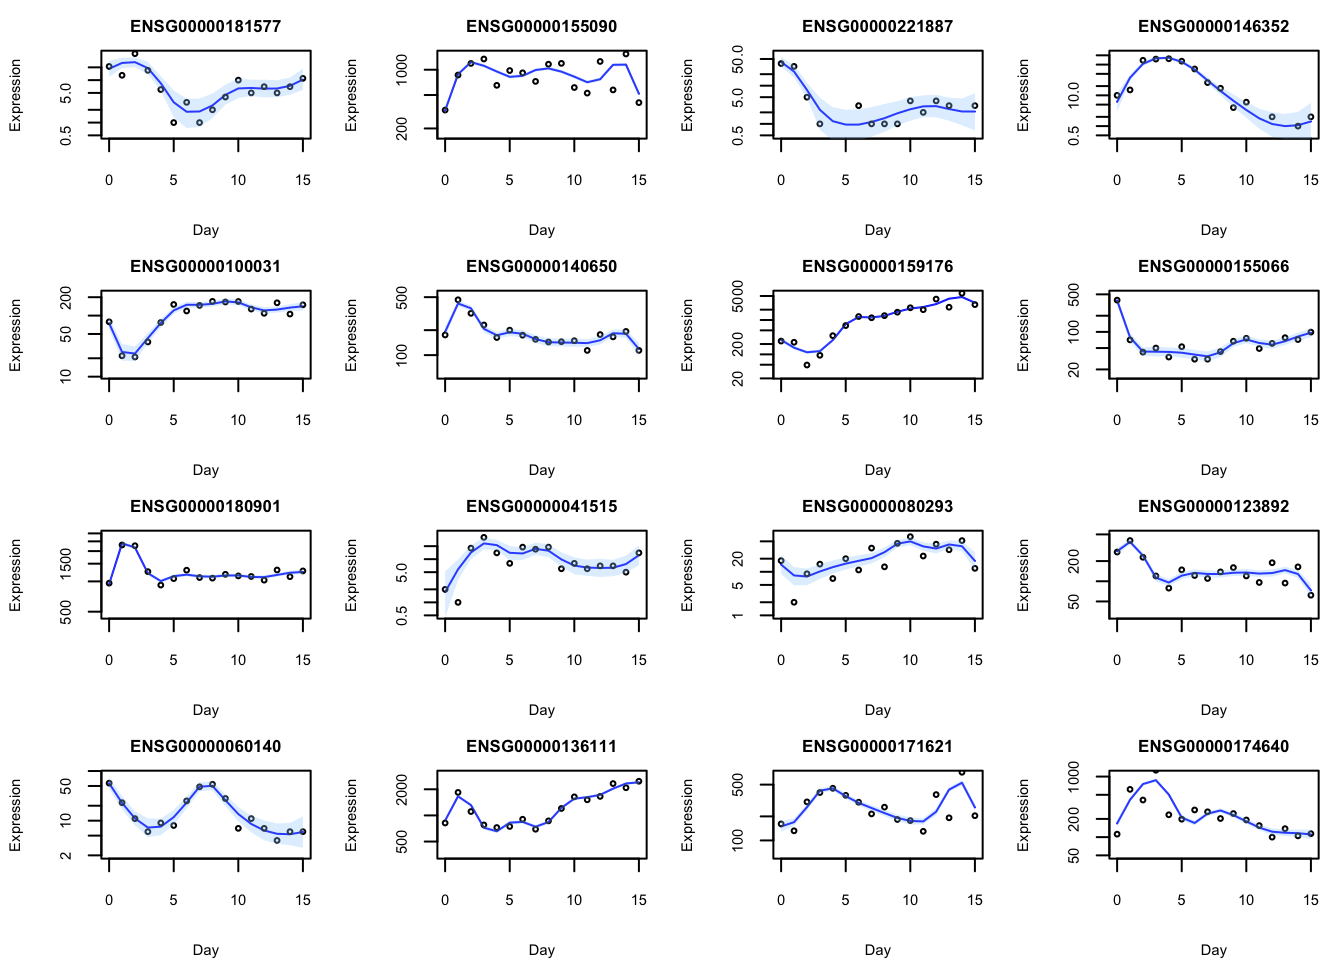 ENSG00000181577
Expression
0.5 5.0
0 5 10 15
Day
ENSG00000155090
Expression
200 1000
0 5 10 15
Day
ENSG00000221887
Expression
0.5 5.0 50.0
0 5 10 15
Day
ENSG00000146352
Expression
0.5 10.0
0 5 10 15
Day
ENSG00000100031
Expression
10 50 200
0 5 10 15
Day
ENSG00000140650
Expression
100 500
0 5 10 15
Day
ENSG00000159176
Expression
20 200 5000
0 5 10 15
Day
ENSG00000155066
Expression
20 100 500
0 5 10 15
Day
ENSG00000180901
Expression
500 1500
0 5 10 15
Day
ENSG00000041515
Expression
0.5 5.0
0 5 10 15
Day
ENSG00000080293
Expression
1 5 20
0 5 10 15
Day
ENSG00000123892
Expression
50 200
0 5 10 15
Day
ENSG00000060140
Expression
2 10 50
0 5 10 15
Day
ENSG00000136111
Expression
500 2000
0 5 10 15
Day
ENSG00000171621
Expression
100 500
0 5 10 15
Day
ENSG00000174640
Expression
50 200 1000
0 5 10 15
Day